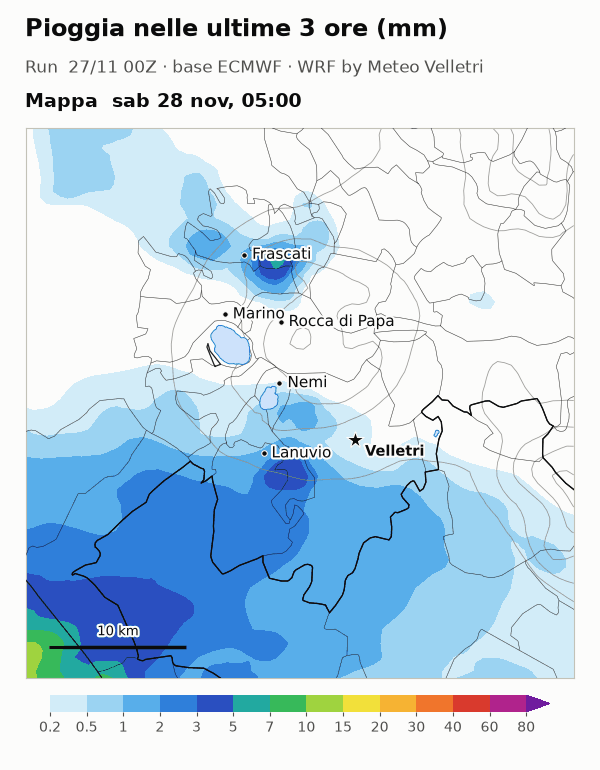 Pioggia nelle ultime 3 ore (mm)
Run  27/11 00Z · base ECMWF · WRF by Meteo Velletri
Mappa  sab 28 nov, 05:00
Frascati
Marino
Rocca di Papa
Nemi
Velletri
Lanuvio
10 km
0.2 0.5 1 2 3 5 7 10 15 20 30 40 60 80